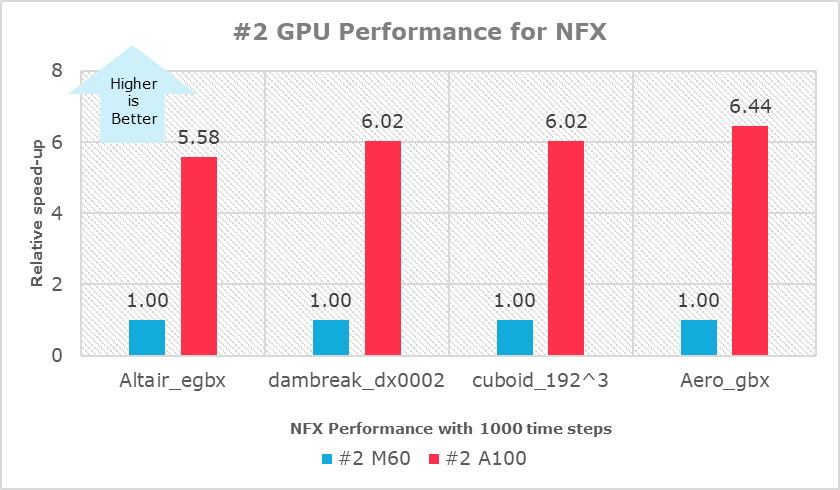 #2 GPU Performance for NFX
Higher
is
Better
Relative speed-up
8
6
4
2
0
5.58
6.02
6.02
6.44
1.00
1.00
1.00
1.00
Altair_egbx
dambreak_dx0002
cuboid_192^3
Aero_gbx
NFX Performance with 1000 time steps
#2 M60
#2 A100